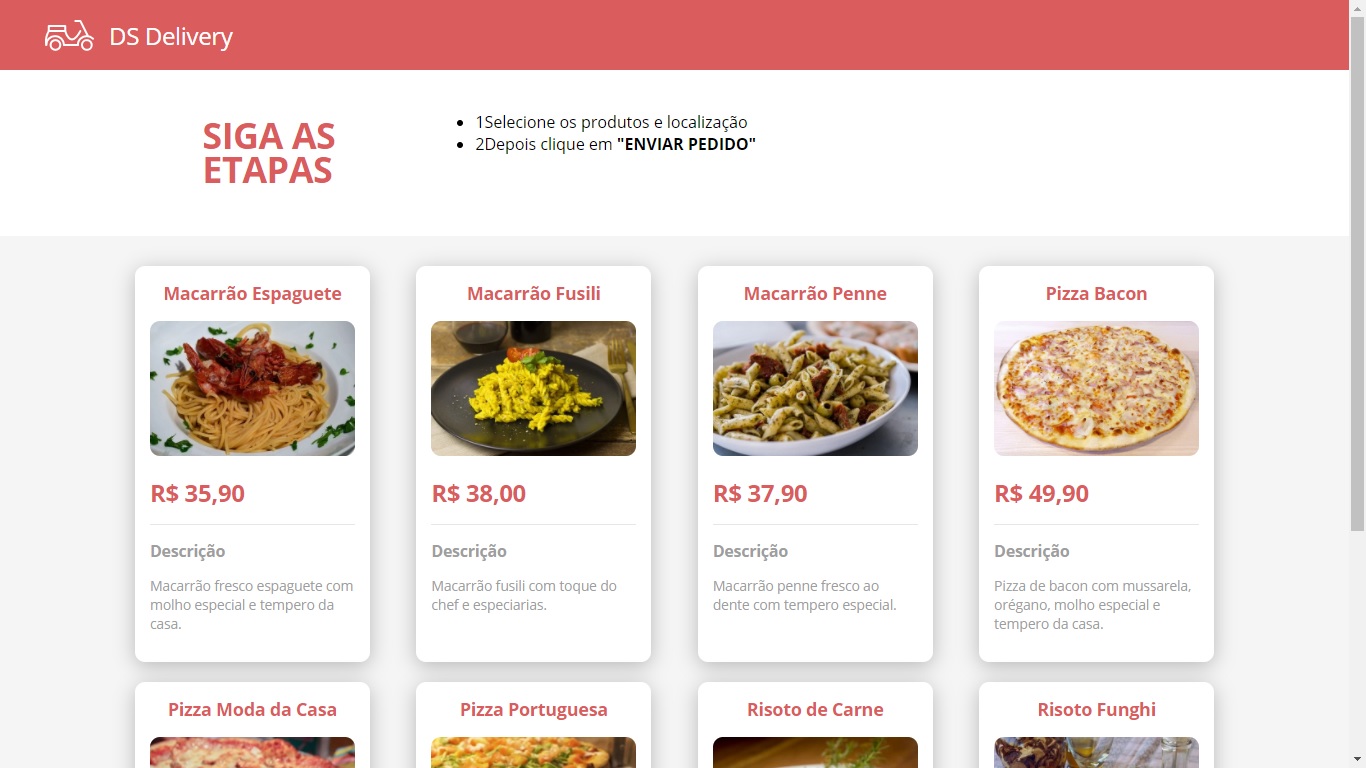 DS Delivery
SIGA AS
ETAPAS
1Selecione os produtos e localização
2Depois clique em "ENVIAR PEDIDO"
Macarrão Espaguete
R$ 35,90
Descrição
Macarrão fresco espaguete com
molho especial e tempero da
casa.
Macarrão Fusili
R$ 38,00
Descrição
Macarrão fusili com toque do
chef e especiarias.
Macarrão Penne
R$ 37,90
Descrição
Macarrão penne fresco ao
dente com tempero especial.
Pizza Bacon
R$ 49,90
Descrição
Pizza de bacon com mussarela,
orégano, molho especial e
tempero da casa.
Pizza Moda da Casa
Pizza Portuguesa
Risoto de Carne
Risoto Funghi